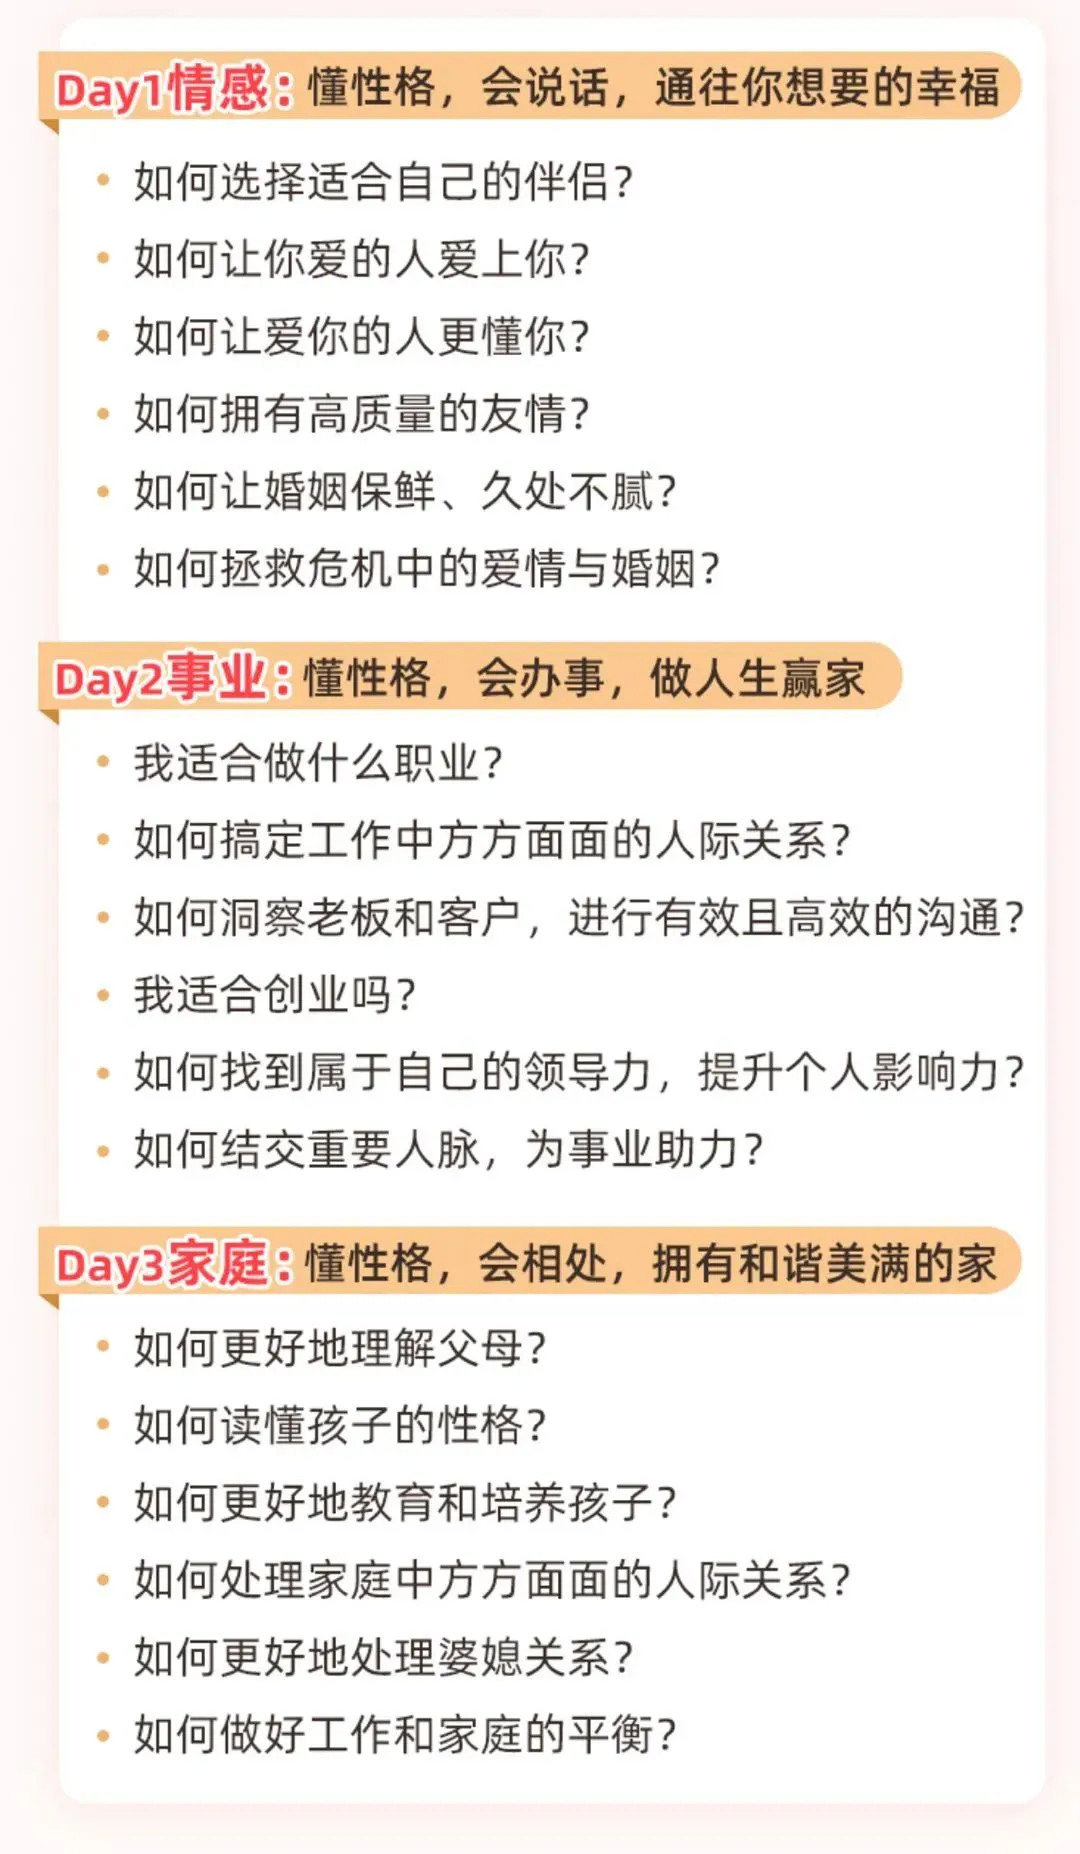 Day1情感：懂性格，会说话，通往你想要的幸福
如何选择适合自己的伴侣？
如何让你爱的人爱上你？
如何让爱你的人更懂你？
如何拥有高质量的友情？
如何让婚姻保鲜、久处不腻？
如何拯救危机中的爱情与婚姻？
Day2事业：懂性格，会办事，做人生赢家
我适合做什么职业？
如何搞定工作中方方面面的人际关系？
如何洞察老板和客户，进行有效且高效的沟通？
我适合创业吗？
如何找到属于自己的领导力，提升个人影响力？
如何结交重要人脉，为事业助力？
Day3家庭：懂性格，会相处，拥有和谐美满的家
如何更好地理解父母？
如何读懂孩子的性格？
如何更好地教育和培养孩子？
如何处理家庭中方方面面的人际关系？
如何更好地处理婆媳关系？
如何做好工作和家庭的平衡？